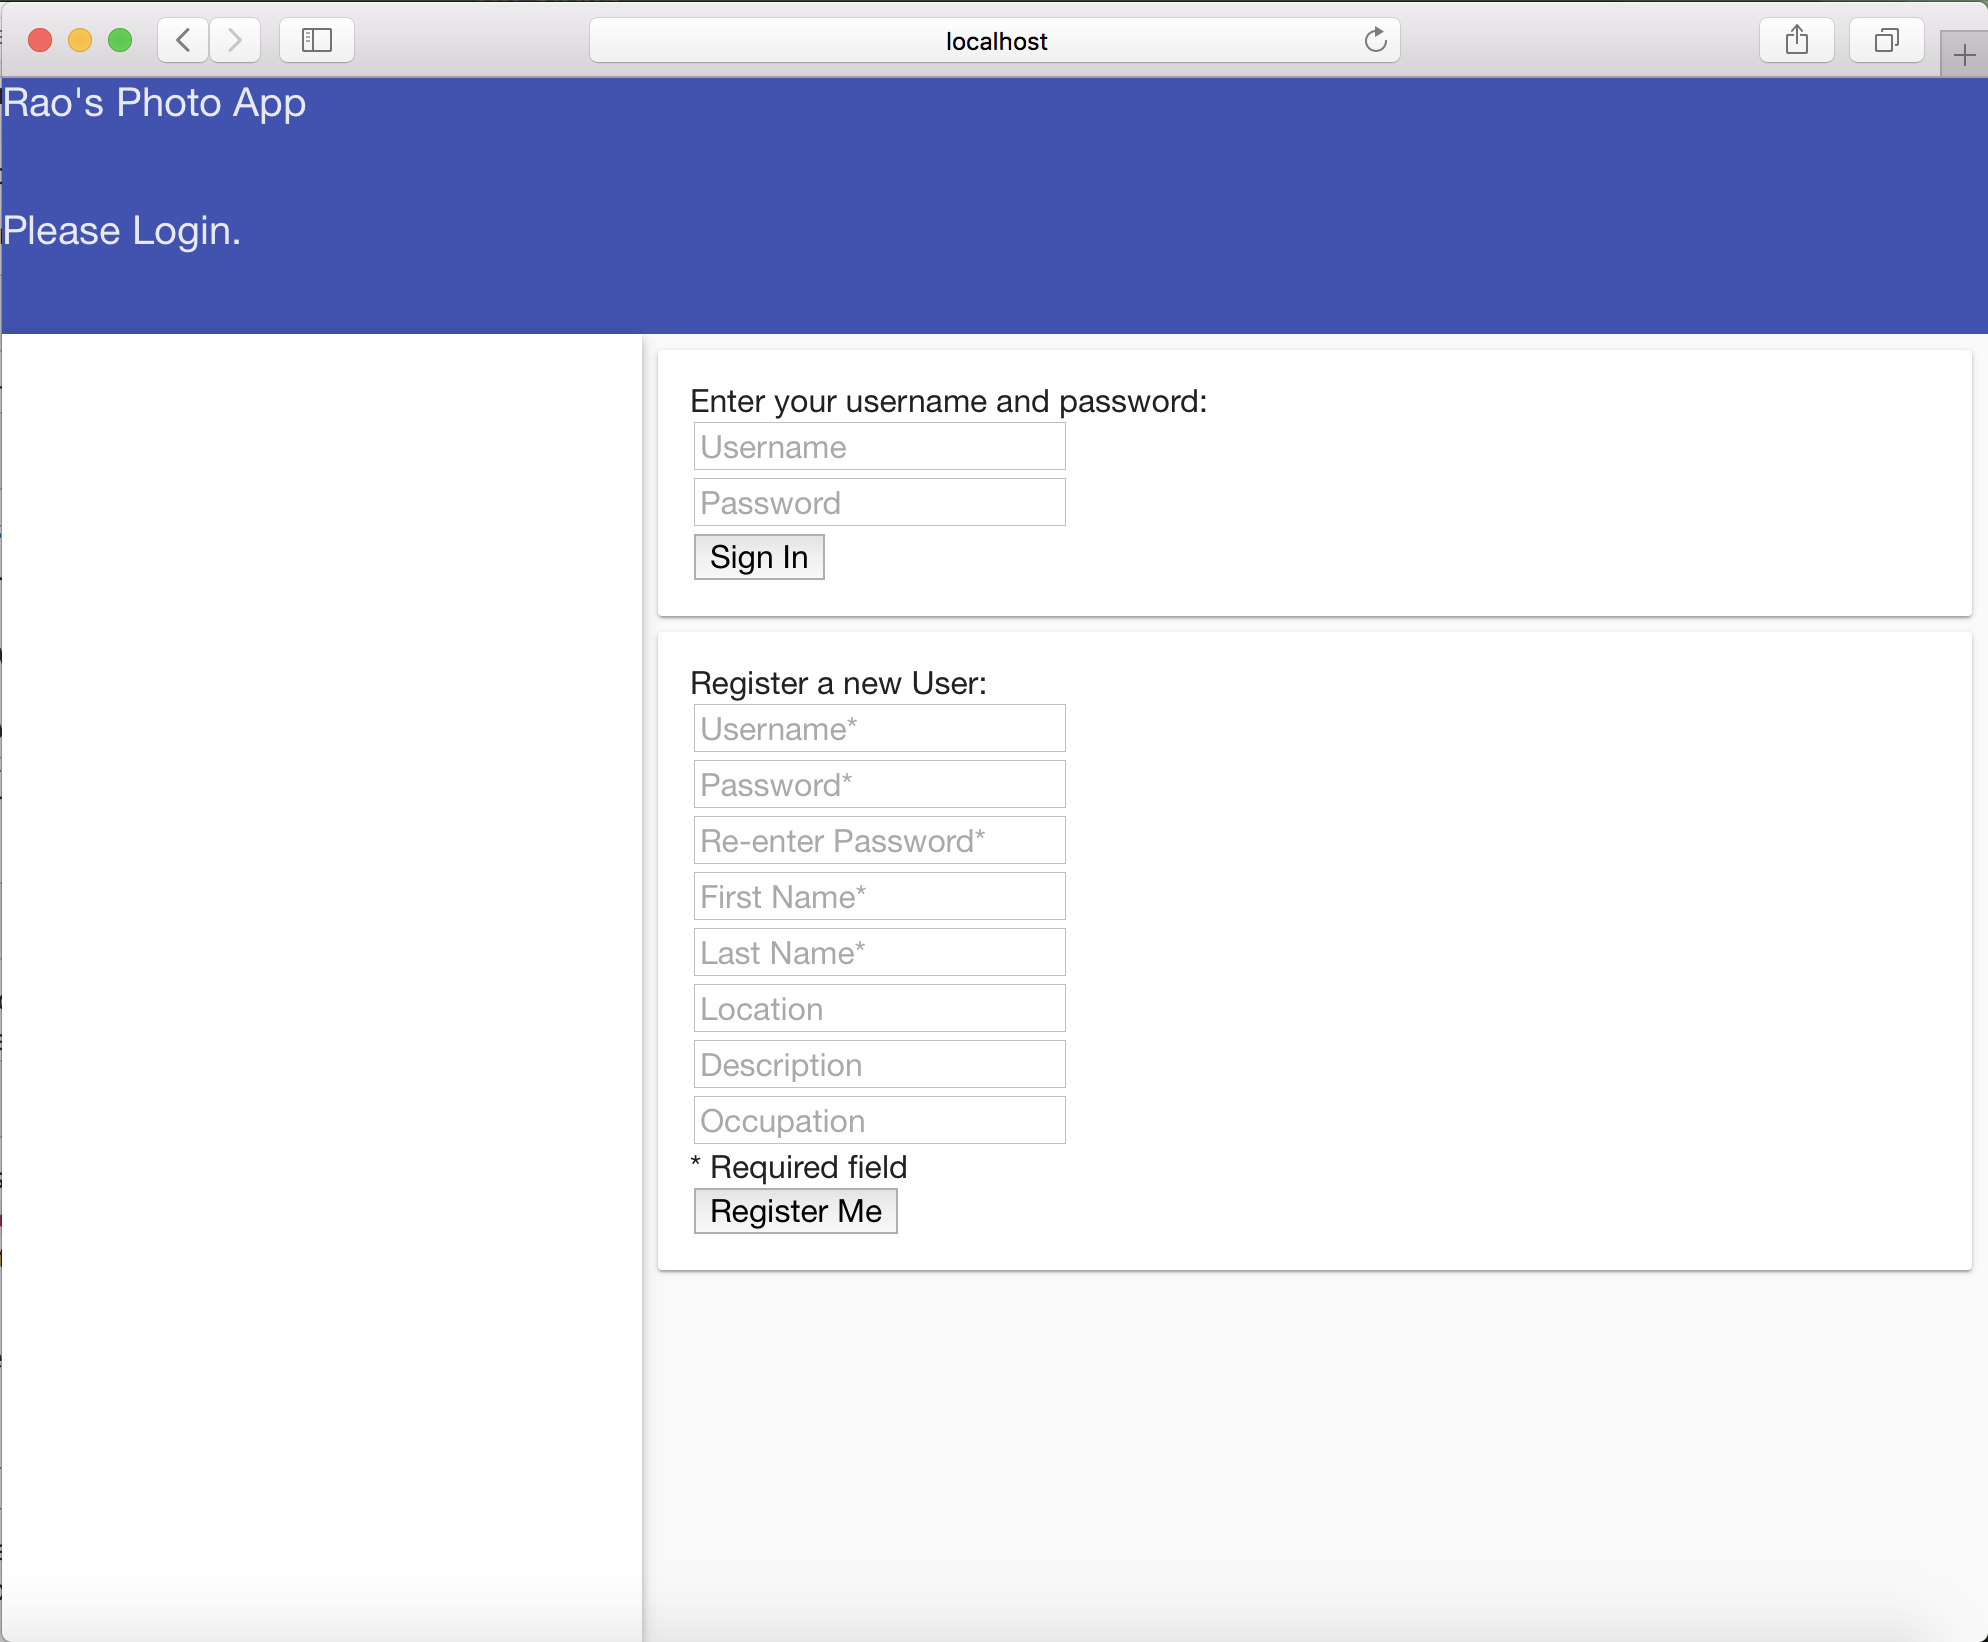 localhost
Rao's Photo App
Please Login.
Enter your username and password:
Username
Password
Sign In
Register a new User:
Username*
Password*
Re-enter Password*
First Name*
Last Name*
Location
Description
Occupation
* Required field
Register Me